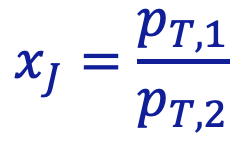 x_J = p_{T,1} / p_{T,2}